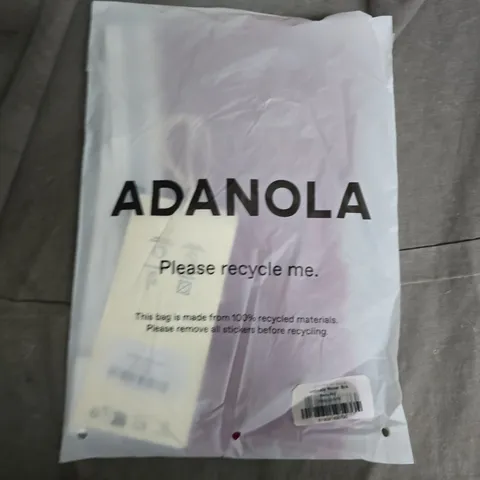 ADANOLA
Please recycle me.
This bag is made from 100% recycled materials.
Please remove all stickers before recycling.